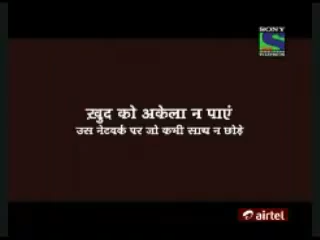 SONY
ख़ुद को अकेला न पाएं
उस नेटवर्क पर जो कभी साथ न छोड़े
airtel